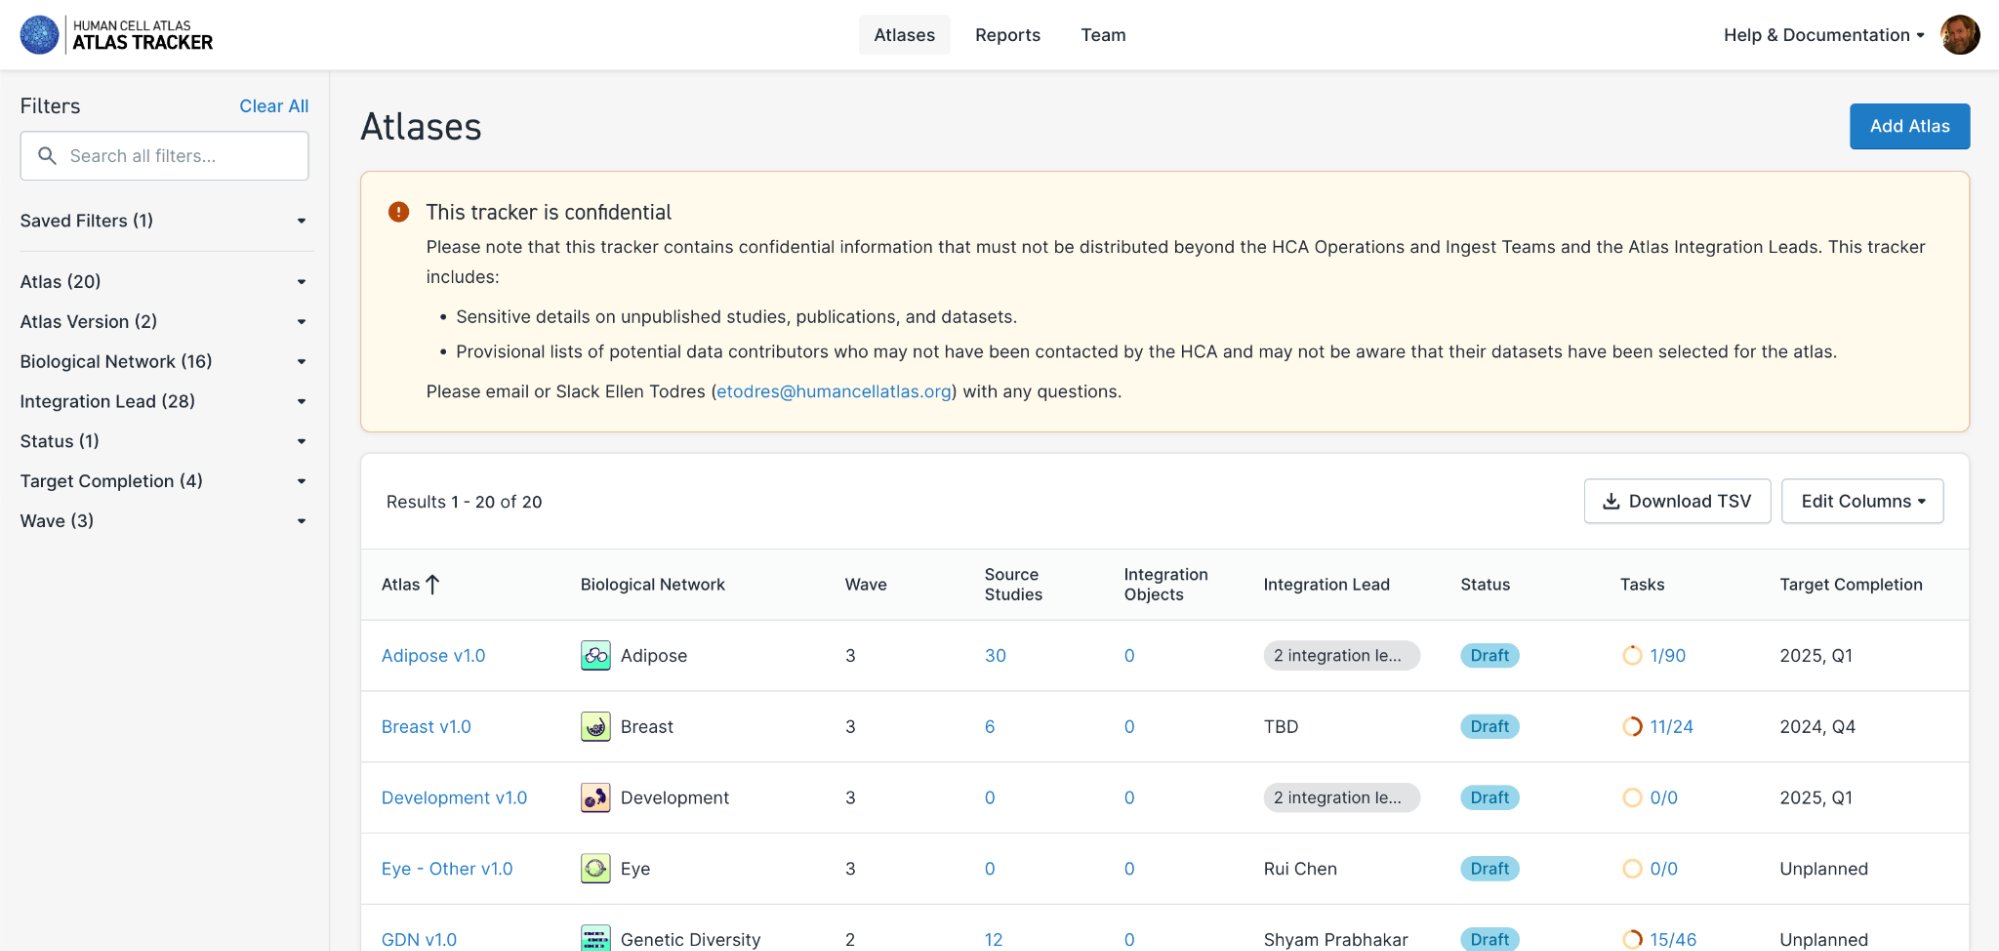 HUMAN CELL ATLAS
ATLAS TRACKER
Atlases
Reports
Team
Help & Documentation
Filters
Clear All
Search all filters...
Saved Filters (1)
Atlas (20)
Atlas Version (2)
Biological Network (16)
Integration Lead (28)
Status (1)
Target Completion (4)
Wave (3)
Atlases
Add Atlas
This tracker is confidential
Please note that this tracker contains confidential information that must not be distributed beyond the HCA Operations and Ingest Teams and the Atlas Integration Leads. This tracker
includes:
• Sensitive details on unpublished studies, publications, and datasets.
• Provisional lists of potential data contributors who may not have been contacted by the HCA and may not be aware that their datasets have been selected for the atlas.
Please email or Slack Ellen Todres (etodres@humancellatlas.org) with any questions.
Results 1 - 20 of 20
Download TSV
Edit Columns
Atlas Biological Network Wave Source Studies Integration Objects Integration Lead Status Tasks Target Completion
Adipose v1.0 Adipose 3 30 0 2 integration le... Draft 1/90 2025, Q1
Breast v1.0 Breast 3 6 0 TBD Draft 11/24 2024, Q4
Development v1.0 Development 3 0 0 2 integration le... Draft 0/0 2025, Q1
Eye - Other v1.0 Eye 3 0 0 Rui Chen Draft 0/0 Unplanned
GDN v1.0 Genetic Diversity 2 12 0 Shyam Prabhakar Draft 15/46 Unplanned